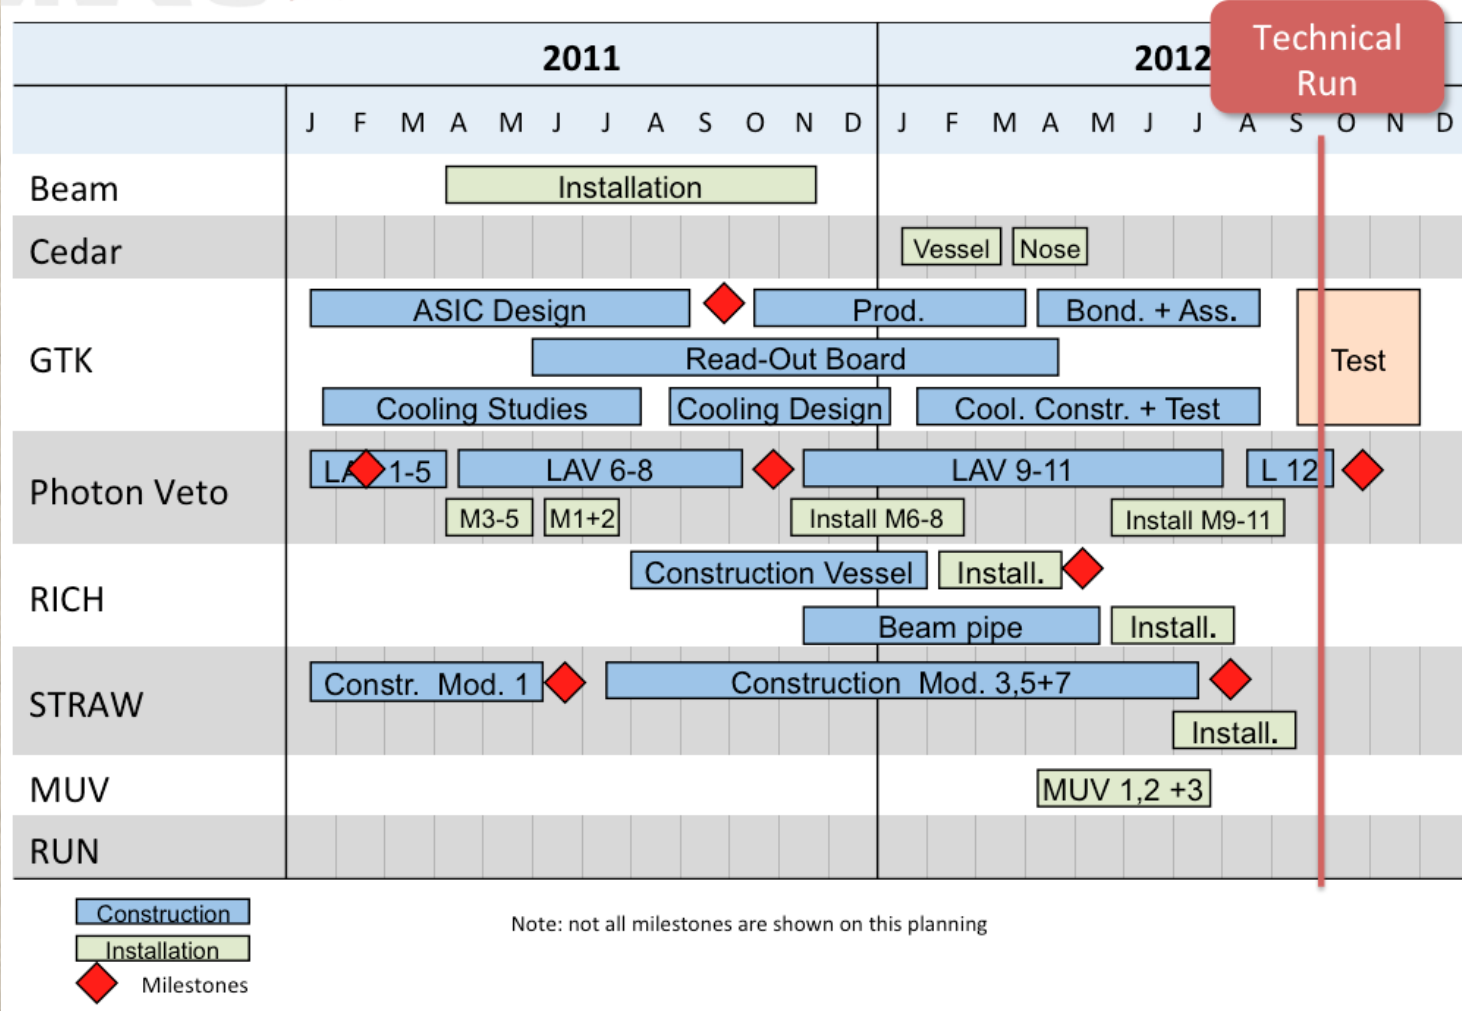 2011 2012 Technical
Run
J F M A M J J A S O N D J F M A M J J A S O N D
Beam Installation
Cedar Vessel Nose
GTK
ASIC Design Prod. Bond. + Ass.
Read-Out Board Test
Cooling Studies Cooling Design Cool. Constr. + Test
Photon Veto
1-5 LAV 6-8 LAV 9-11 L 12
M3-5 M1+2 Install M6-8 Install M9-11
RICH
Construction Vessel Install.
Beam pipe Install.
STRAW
Constr. Mod. 1 Construction Mod. 3,5+7
Install.
MUV MUV 1,2 +3
RUN
Construction
Installation
Milestones
Note: not all milestones are shown on this planning